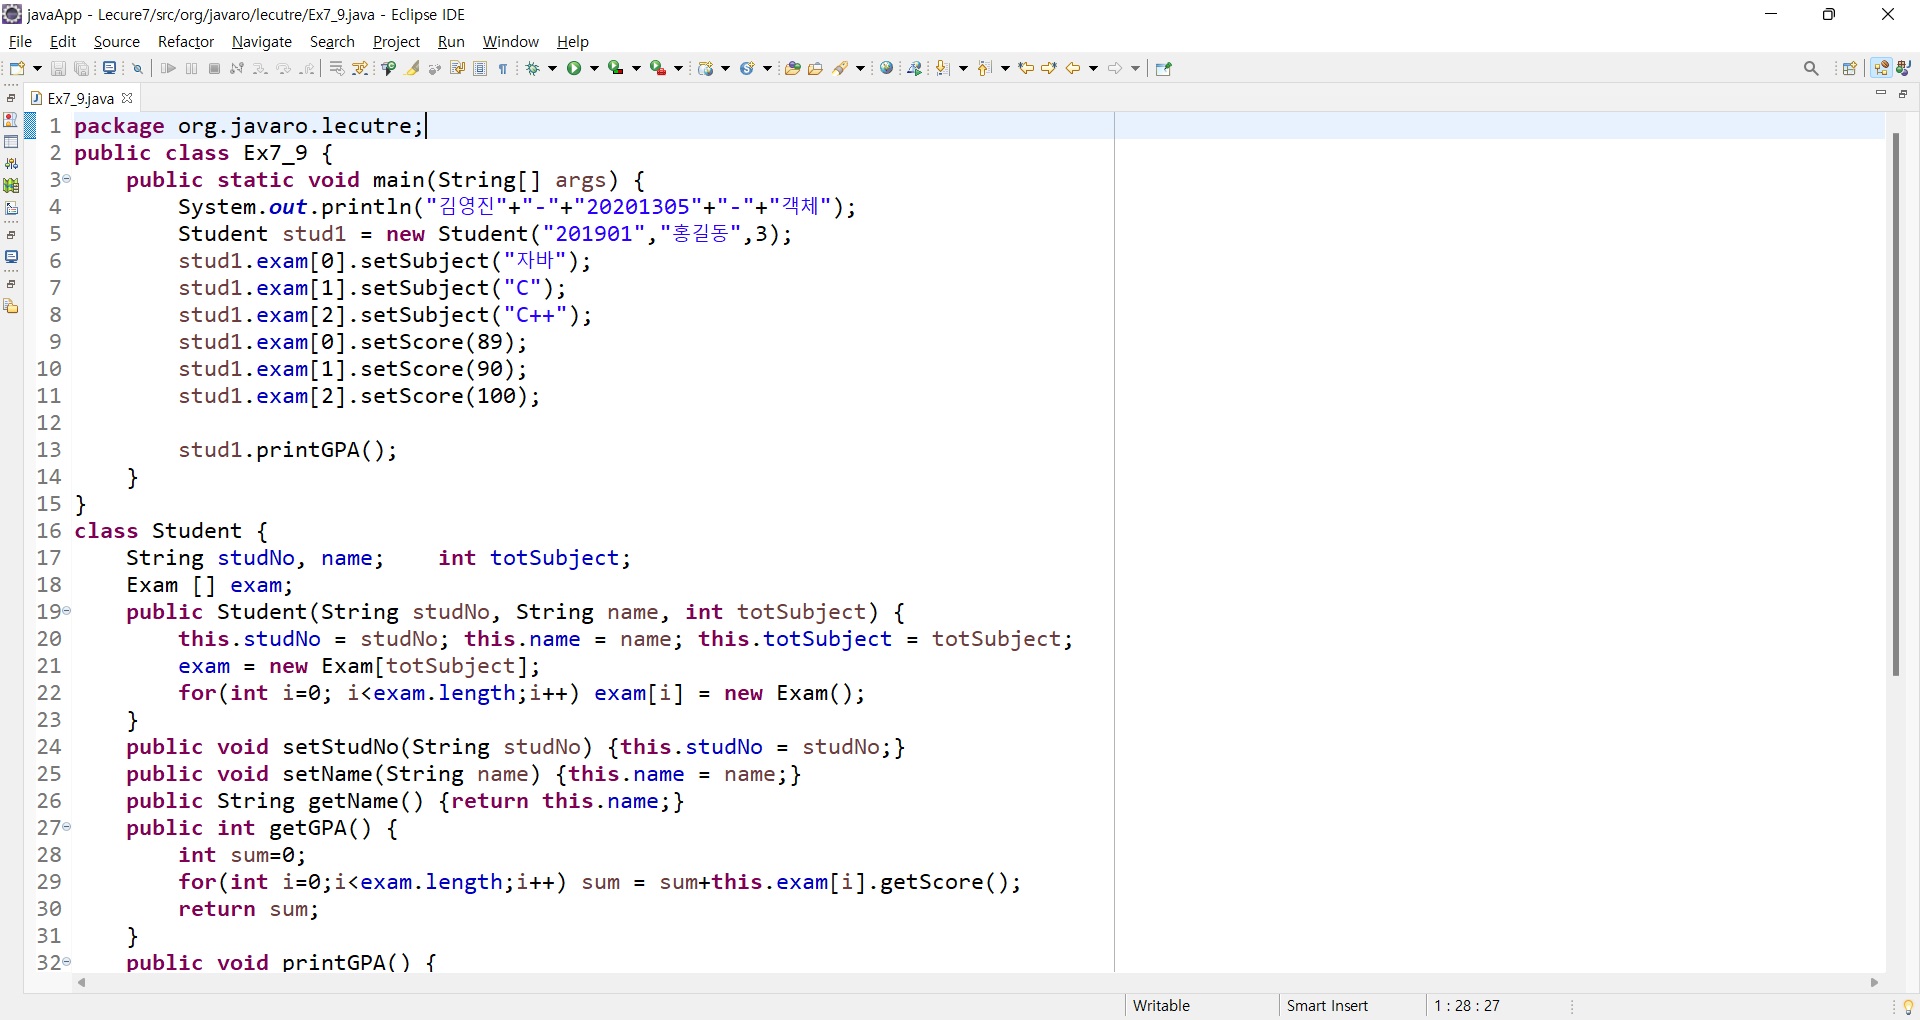 javaApp - Lecure7/src/org/javaro/lecutre/Ex7_9.java - Eclipse IDE
File Edit Source Refactor Navigate Search Project Run Window Help
Ex7_9.java
1 package org.javaro.lecutre;
2 public class Ex7_9 {
3 public static void main(String[] args) {
4 System.out.println("김영진"+"-"+"20201305"+"-"+"객체");
5 Student stud1 = new Student("201901","홍길동",3);
6 stud1.exam[0].setSubject("자바");
7 stud1.exam[1].setSubject("C");
8 stud1.exam[2].setSubject("C++");
9 stud1.exam[0].setScore(89);
10 stud1.exam[1].setScore(90);
11 stud1.exam[2].setScore(100);
12
13 stud1.printGPA();
14 }
15 }
16 class Student {
17 String studNo, name; int totSubject;
18 Exam [] exam;
19 public Student(String studNo, String name, int totSubject) {
20 this.studNo = studNo; this.name = name; this.totSubject = totSubject;
21 exam = new Exam[totSubject];
22 for(int i=0; i<exam.length;i++) exam[i] = new Exam();
23 }
24 public void setStudNo(String studNo) {this.studNo = studNo;}
25 public void setName(String name) {this.name = name;}
26 public String getName() {return this.name;}
27 public int getGPA() {
28 int sum=0;
29 for(int i=0;i<exam.length;i++) sum = sum+this.exam[i].getScore();
30 return sum;
31 }
32 public void printGPA() {
Writable Smart Insert 1 : 28 : 27